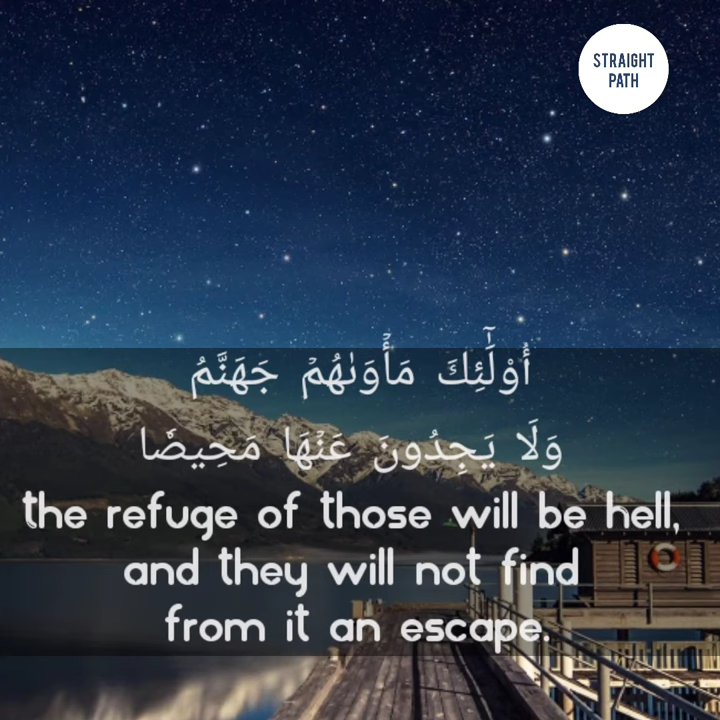 STRAIGHT
PATH
أُوْلَٰٓئِكَ مَأۡوَىٰهُمۡ جَهَنَّمُ
وَلَا يَجِدُونَ عَنۡهَا مَحِيصٗا
the refuge of those will be hell,
and they will not find
from it an escape.